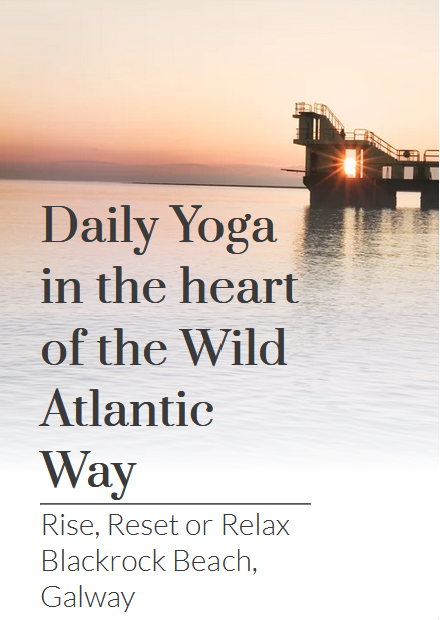 Daily Yoga
in the heart
of the Wild
Atlantic
Way
Rise, Reset or Relax
Blackrock Beach,
Galway